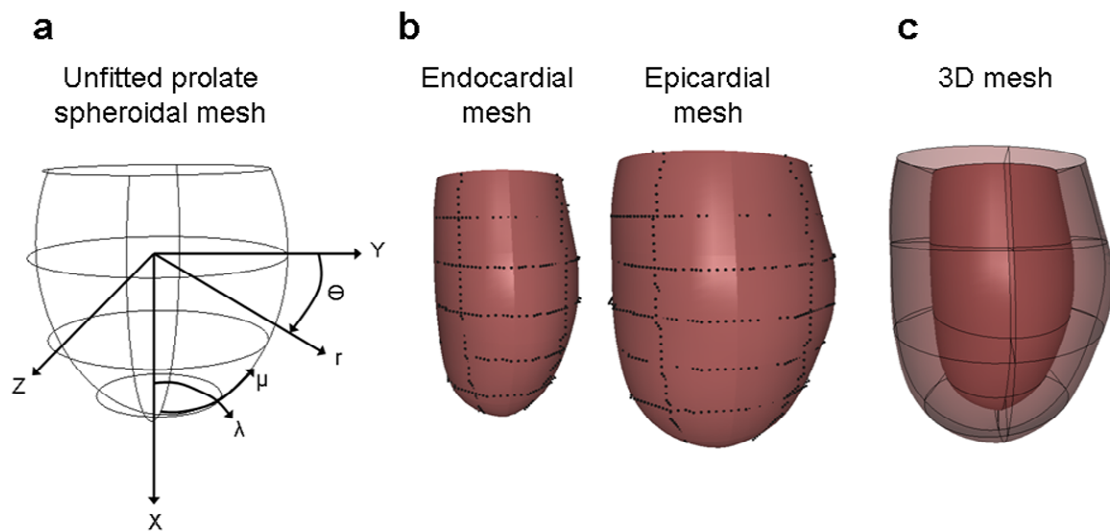 a
Unfitted prolate
spheroidal mesh
Y
Θ
r
Z
μ
λ
X
b
Endocardial
mesh
Epicardial
mesh
c
3D mesh